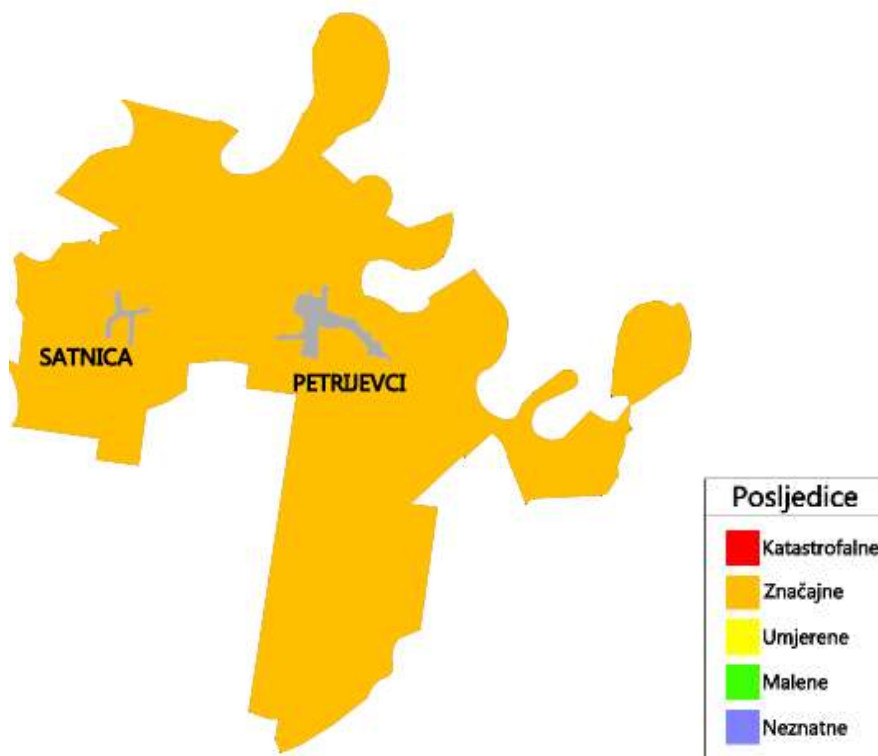 SATNICA
PETRIJEVCI
Posljedice
Katastrofalne
Značajne
Umjerene
Malene
Neznatne